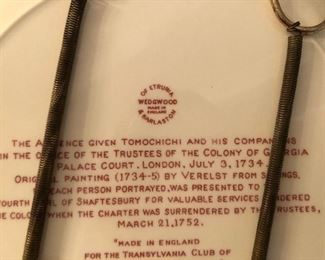 OF ETRURIA
WEDGWOOD
MADE IN
ENGLAND
& BARLASTON
THE AUDIENCE GIVEN TOMOCHICHI AND HIS COMPANIONS
IN THE OFFICE OF THE TRUSTEES OF THE COLONY OF GEORGIA
PALACE COURT, LONDON, JULY 3, 1734.
ORIGINAL PAINTING (1734-5) BY VERELST FROM SITTINGS,
EACH PERSON PORTRAYED, WAS PRESENTED TO
FOURTH EARL OF SHAFTESBURY FOR VALUABLE SERVICES RENDERED
COLONY WHEN THE CHARTER WAS SURRENDERED BY THE TRUSTEES,
MARCH 21, 1752.
MADE IN ENGLAND
FOR THE TRANSYLVANIA CLUB OF